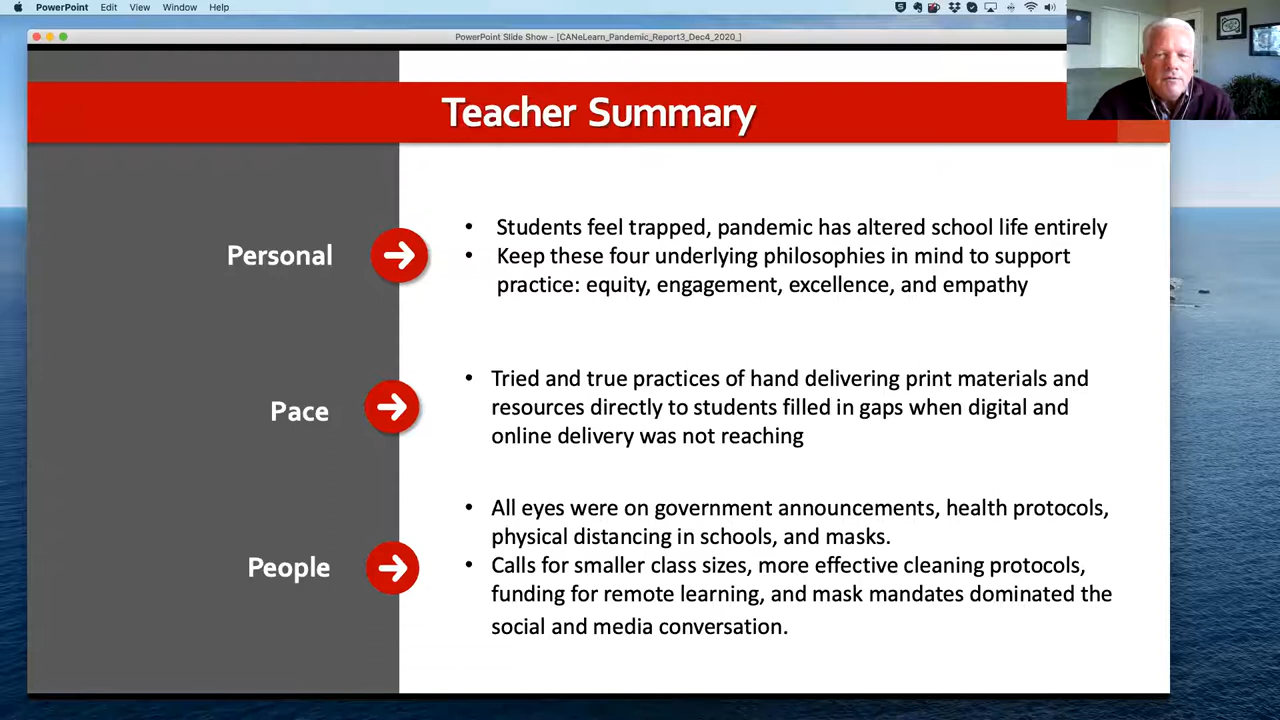 PowerPoint Edit View Window Help
PowerPoint Slide Show - [CANeLearn_Pandemic_Report3_Dec4_2020_]
Teacher Summary
Personal
• Students feel trapped, pandemic has altered school life entirely
• Keep these four underlying philosophies in mind to support
practice: equity, engagement, excellence, and empathy
Pace
• Tried and true practices of hand delivering print materials and
resources directly to students filled in gaps when digital and
online delivery was not reaching
People
• All eyes were on government announcements, health protocols,
physical distancing in schools, and masks.
• Calls for smaller class sizes, more effective cleaning protocols,
funding for remote learning, and mask mandates dominated the
social and media conversation.